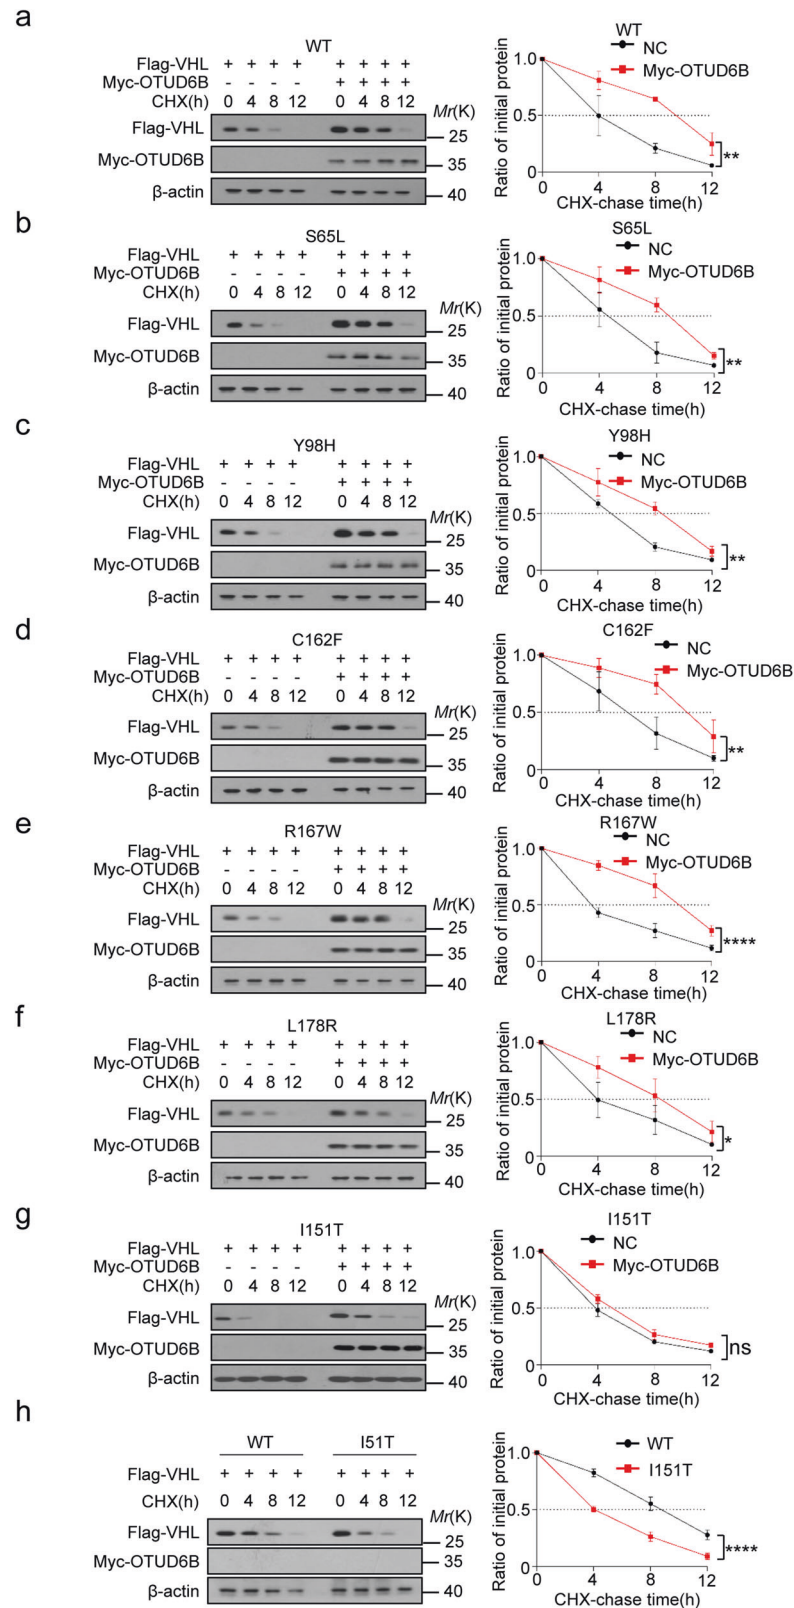 a
WT
Flag-VHL + + + + + + + +
Myc-OTUD6B - - - - + + + +
CHX(h) 0 4 8 12 0 4 8 12
Mr(K)
Flag-VHL 25
Myc-OTUD6B 35
β-actin 40
WT
NC
Myc-OTUD6B
Ratio of initial protein
1.0
0.5
0
0 4 8 12
CHX-chase time(h)
**
b
S65L
Flag-VHL + + + + + + + +
Myc-OTUD6B - - - - + + + +
CHX(h) 0 4 8 12 0 4 8 12
Mr(K)
Flag-VHL 25
Myc-OTUD6B 35
β-actin 40
S65L
NC
Myc-OTUD6B
Ratio of initial protein
1.0
0.5
0
0 4 8 12
CHX-chase time(h)
**
c
Y98H
Flag-VHL + + + + + + + +
Myc-OTUD6B - - - - + + + +
CHX(h) 0 4 8 12 0 4 8 12
Mr(K)
Flag-VHL 25
Myc-OTUD6B 35
β-actin 40
Y98H
NC
Myc-OTUD6B
Ratio of initial protein
1.0
0.5
0
0 4 8 12
CHX-chase time(h)
**
d
C162F
Flag-VHL + + + + + + + +
Myc-OTUD6B - - - - + + + +
CHX(h) 0 4 8 12 0 4 8 12
Mr(K)
Flag-VHL 25
Myc-OTUD6B 35
β-actin 40
C162F
NC
Myc-OTUD6B
Ratio of initial protein
1.0
0.5
0
0 4 8 12
CHX-chase time(h)
**
e
R167W
Flag-VHL + + + + + + + +
Myc-OTUD6B - - - - + + + +
CHX(h) 0 4 8 12 0 4 8 12
Mr(K)
Flag-VHL 25
Myc-OTUD6B 35
β-actin 40
R167W
NC
Myc-OTUD6B
Ratio of initial protein
1.0
0.5
0
0 4 8 12
CHX-chase time(h)
****
f
L178R
Flag-VHL + + + + + + + +
Myc-OTUD6B - - - - + + + +
CHX(h) 0 4 8 12 0 4 8 12
Mr(K)
Flag-VHL 25
Myc-OTUD6B 35
β-actin 40
L178R
NC
Myc-OTUD6B
Ratio of initial protein
1.0
0.5
0
0 4 8 12
CHX-chase time(h)
*
g
I151T
Flag-VHL + + + + + + + +
Myc-OTUD6B - - - - + + + +
CHX(h) 0 4 8 12 0 4 8 12
Mr(K)
Flag-VHL 25
Myc-OTUD6B 35
β-actin 40
I151T
NC
Myc-OTUD6B
Ratio of initial protein
1.0
0.5
0
0 4 8 12
CHX-chase time(h)
ns
h
WT I51T
Flag-VHL + + + + + + + +
CHX(h) 0 4 8 12 0 4 8 12
Mr(K)
Flag-VHL 25
Myc-OTUD6B 35
β-actin 40
WT
I151T
Ratio of initial protein
1.0
0.5
0
0 4 8 12
CHX-chase time(h)
****